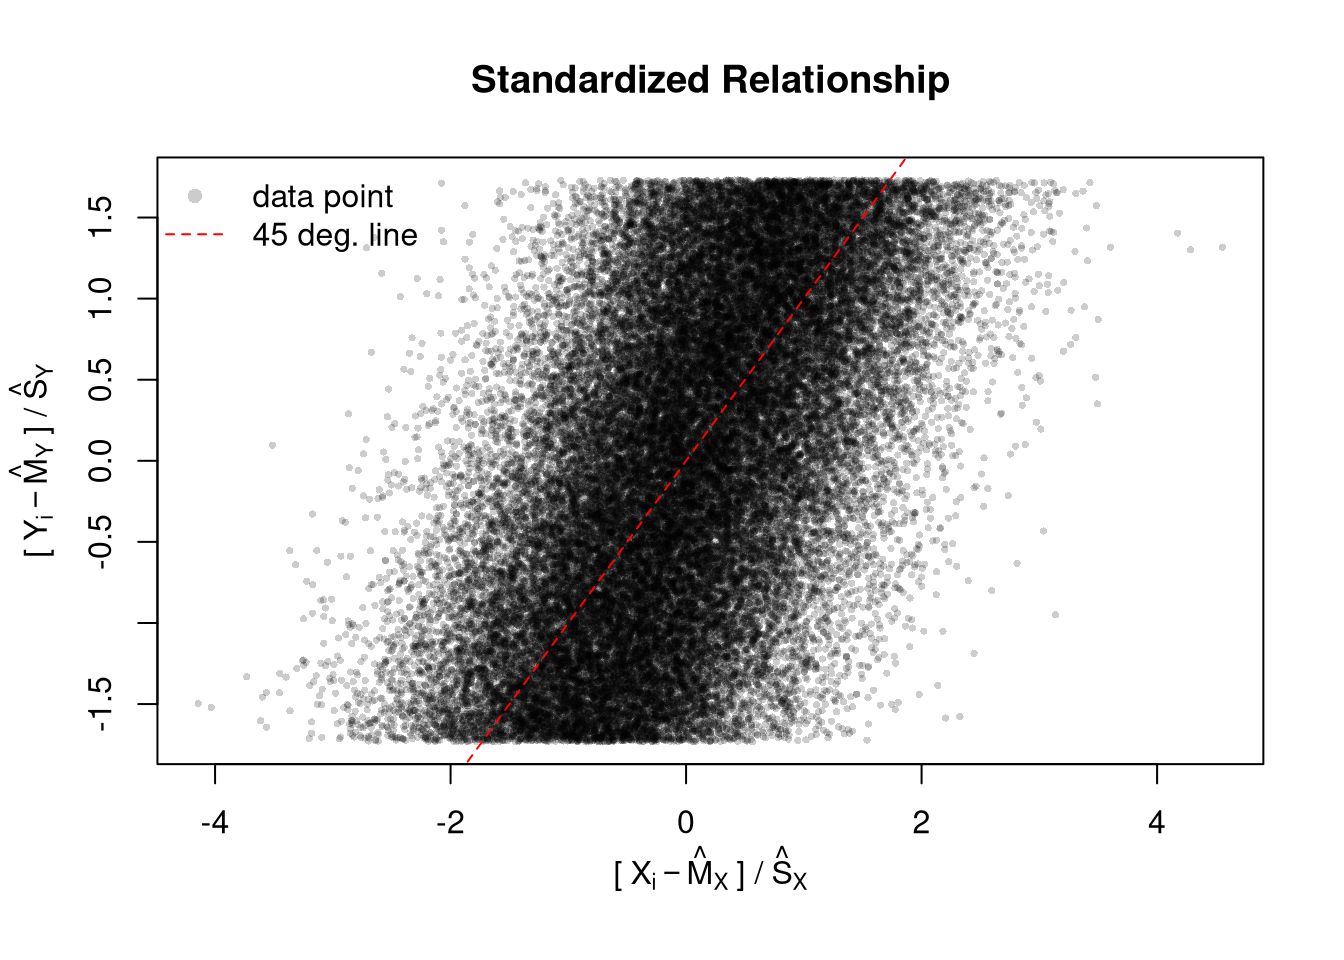 Standardized Relationship
data point
45 deg. line
1.5
1.0
0.5
0.0
-0.5
-1.5
[ Yᵢ − M̂_Y ] / Ŝ_Y
-4 -2 0 2 4
[ Xᵢ − M̂_X ] / Ŝ_X